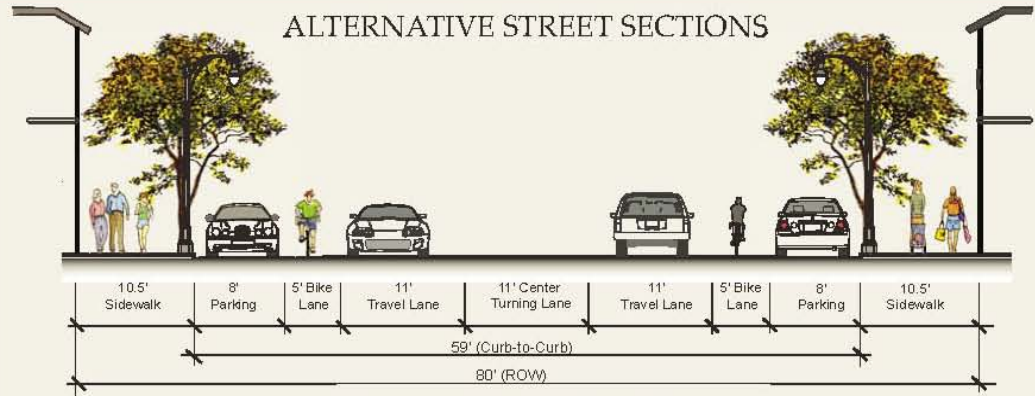 ALTERNATIVE STREET SECTIONS
10.5' 8' 5' Bike 11' 11' Center 11' 5' Bike 8' 10.5'
Sidewalk Parking Lane Travel Lane Turning Lane Travel Lane Lane Parking Sidewalk
59' (Curb-to-Curb)
80' (ROW)